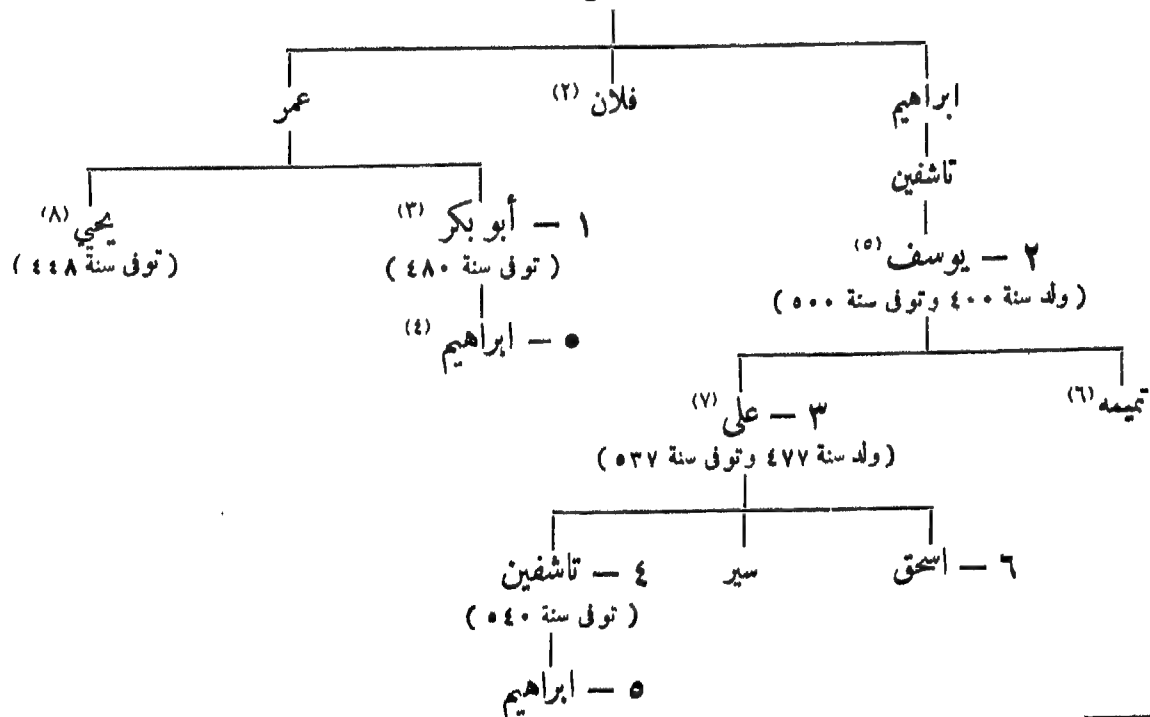 ابراهيم فلان (٢) عمر
تاشفين
١ — أبو بكر (٣) يحيي (٨)
(توفى سنة ٤٨٠) (توفى سنة ٤٤٨)
٢ — يوسف (٥)
(ولد سنة ٤٠٠ وتوفى سنة ٥٠٠)
٥ — ابراهيم (٤)
تميمه (٦) ٣ — على (٧)
(ولد سنة ٤٧٧ وتوفى سنة ٥٣٧)
٦ — اسحق سير ٤ — تاشفين
(توفى سنة ٥٤٠)
٥ — ابراهيم